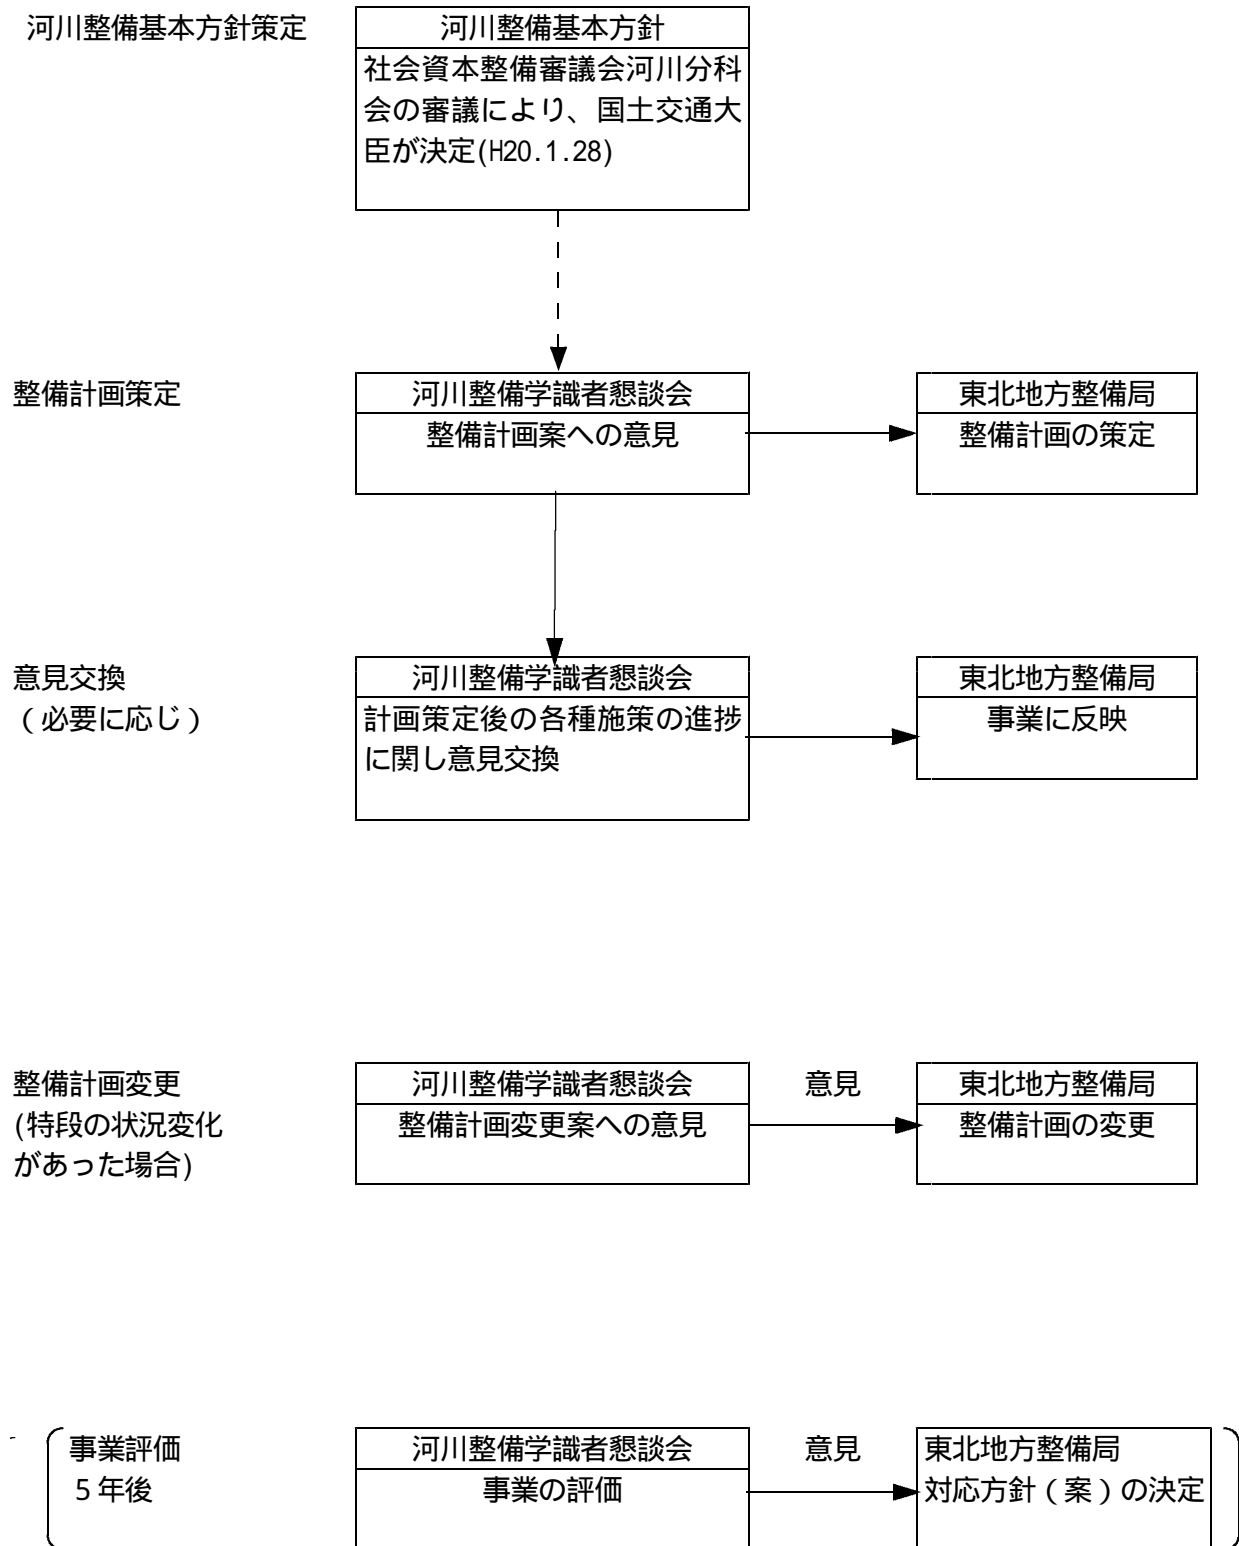 河川整備基本方針策定
河川整備基本方針
社会資本整備審議会河川分科
会の審議により、国土交通大
臣が決定(H20.1.28)
整備計画策定
河川整備学識者懇談会
整備計画案への意見
東北地方整備局
整備計画の策定
意見交換
（必要に応じ）
河川整備学識者懇談会
計画策定後の各種施策の進捗
に関し意見交換
東北地方整備局
事業に反映
整備計画変更
(特段の状況変化
があった場合)
河川整備学識者懇談会
整備計画変更案への意見
意見
東北地方整備局
整備計画の変更
事業評価
５年後
河川整備学識者懇談会
事業の評価
意見
東北地方整備局
対応方針（案）の決定